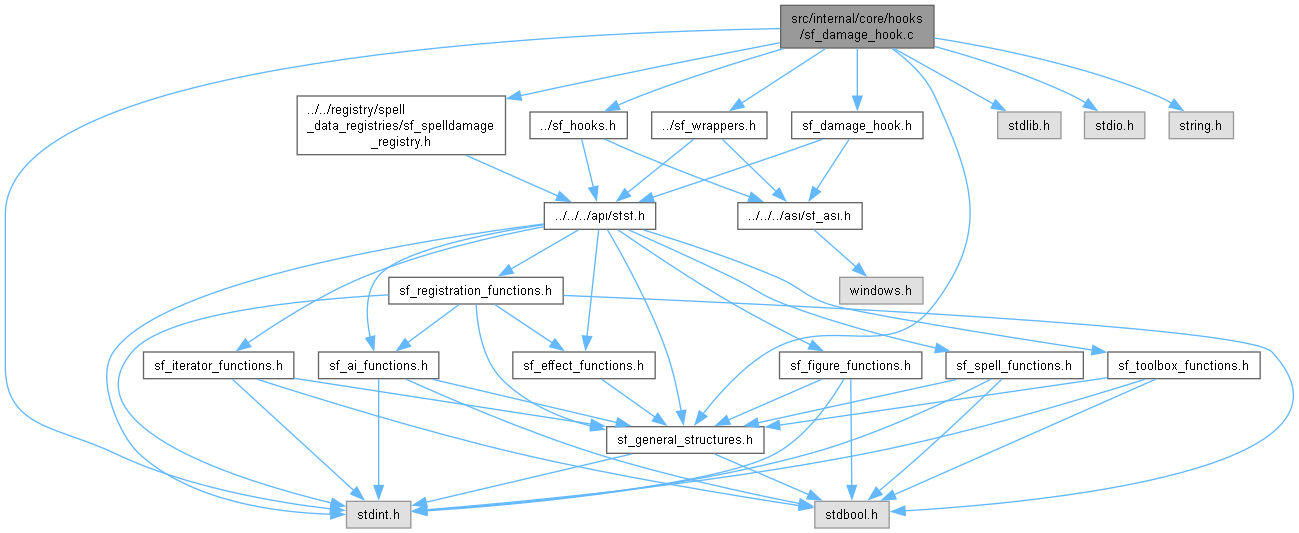 src/internal/core/hooks
/sf_damage_hook.c
../../registry/spell
_data_registries/sf_spelldamage
_registry.h
../sf_hooks.h
../sf_wrappers.h
sf_damage_hook.h
stdlib.h
stdio.h
string.h
../../../api/sfsf.h
../../../asi/sf_asi.h
sf_registration_functions.h
windows.h
sf_iterator_functions.h
sf_ai_functions.h
sf_effect_functions.h
sf_figure_functions.h
sf_spell_functions.h
sf_toolbox_functions.h
sf_general_structures.h
stdint.h
stdbool.h